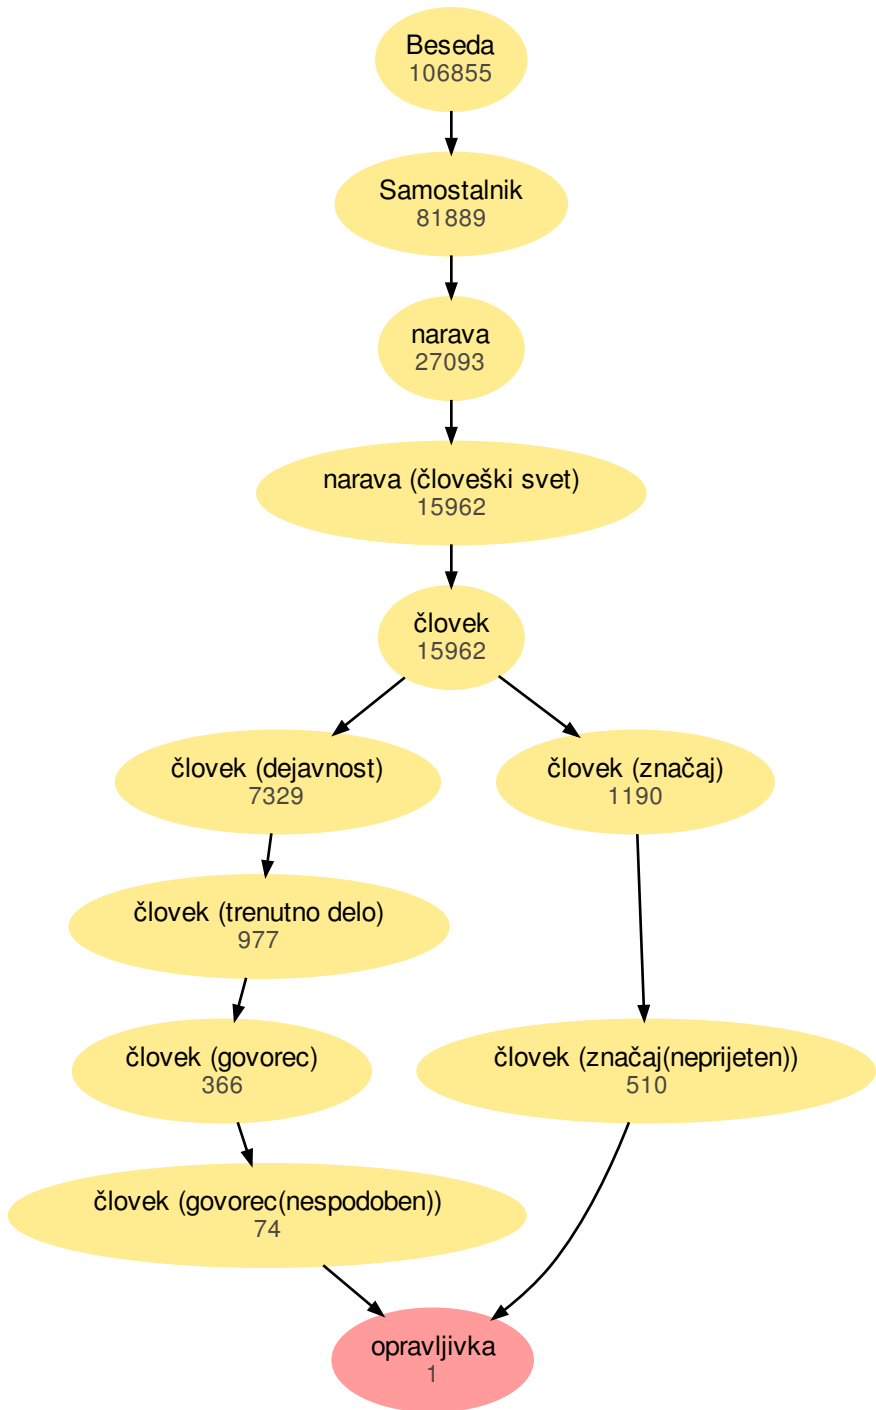 Beseda
106855
Samostalnik
81889
narava
27093
narava (človeški svet)
15962
človek
15962
človek (dejavnost)
7329
človek (značaj)
1190
človek (trenutno delo)
977
človek (govorec)
366
človek (značaj(neprijeten))
510
človek (govorec(nespodoben))
74
opravljivka
1